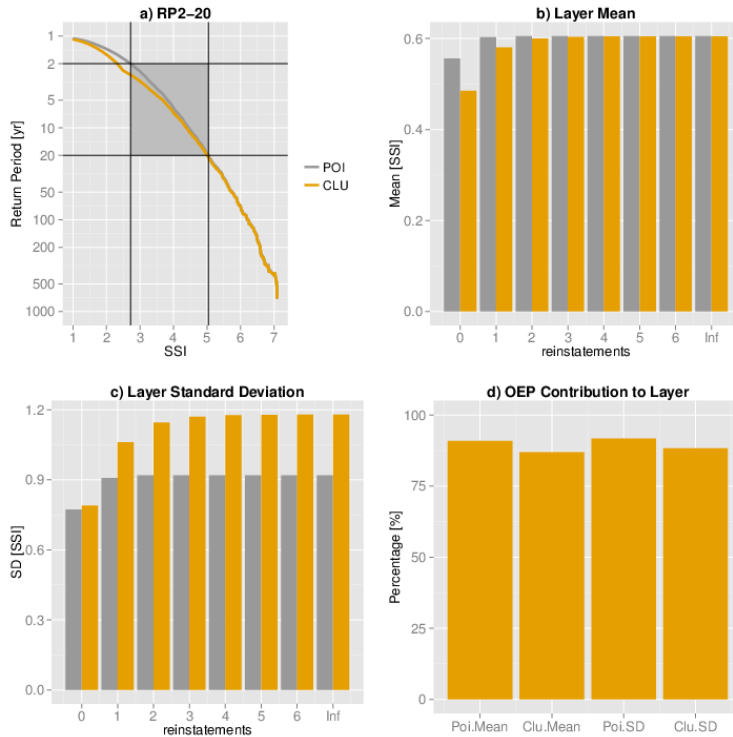 a) RP2-20
Return Period [yr]
1
2
5
10
20
50
100
200
500
1000
1 2 3 4 5 6 7
SSI
POI
CLU
b) Layer Mean
Mean [SSI]
0.6
0.4
0.2
0.0
0 1 2 3 4 5 6 Inf
reinstatements
c) Layer Standard Deviation
SD [SSI]
1.2
0.9
0.6
0.3
0.0
0 1 2 3 4 5 6 Inf
reinstatements
d) OEP Contribution to Layer
Percentage [%]
100
75
50
25
0
Poi.Mean Clu.Mean Poi.SD Clu.SD